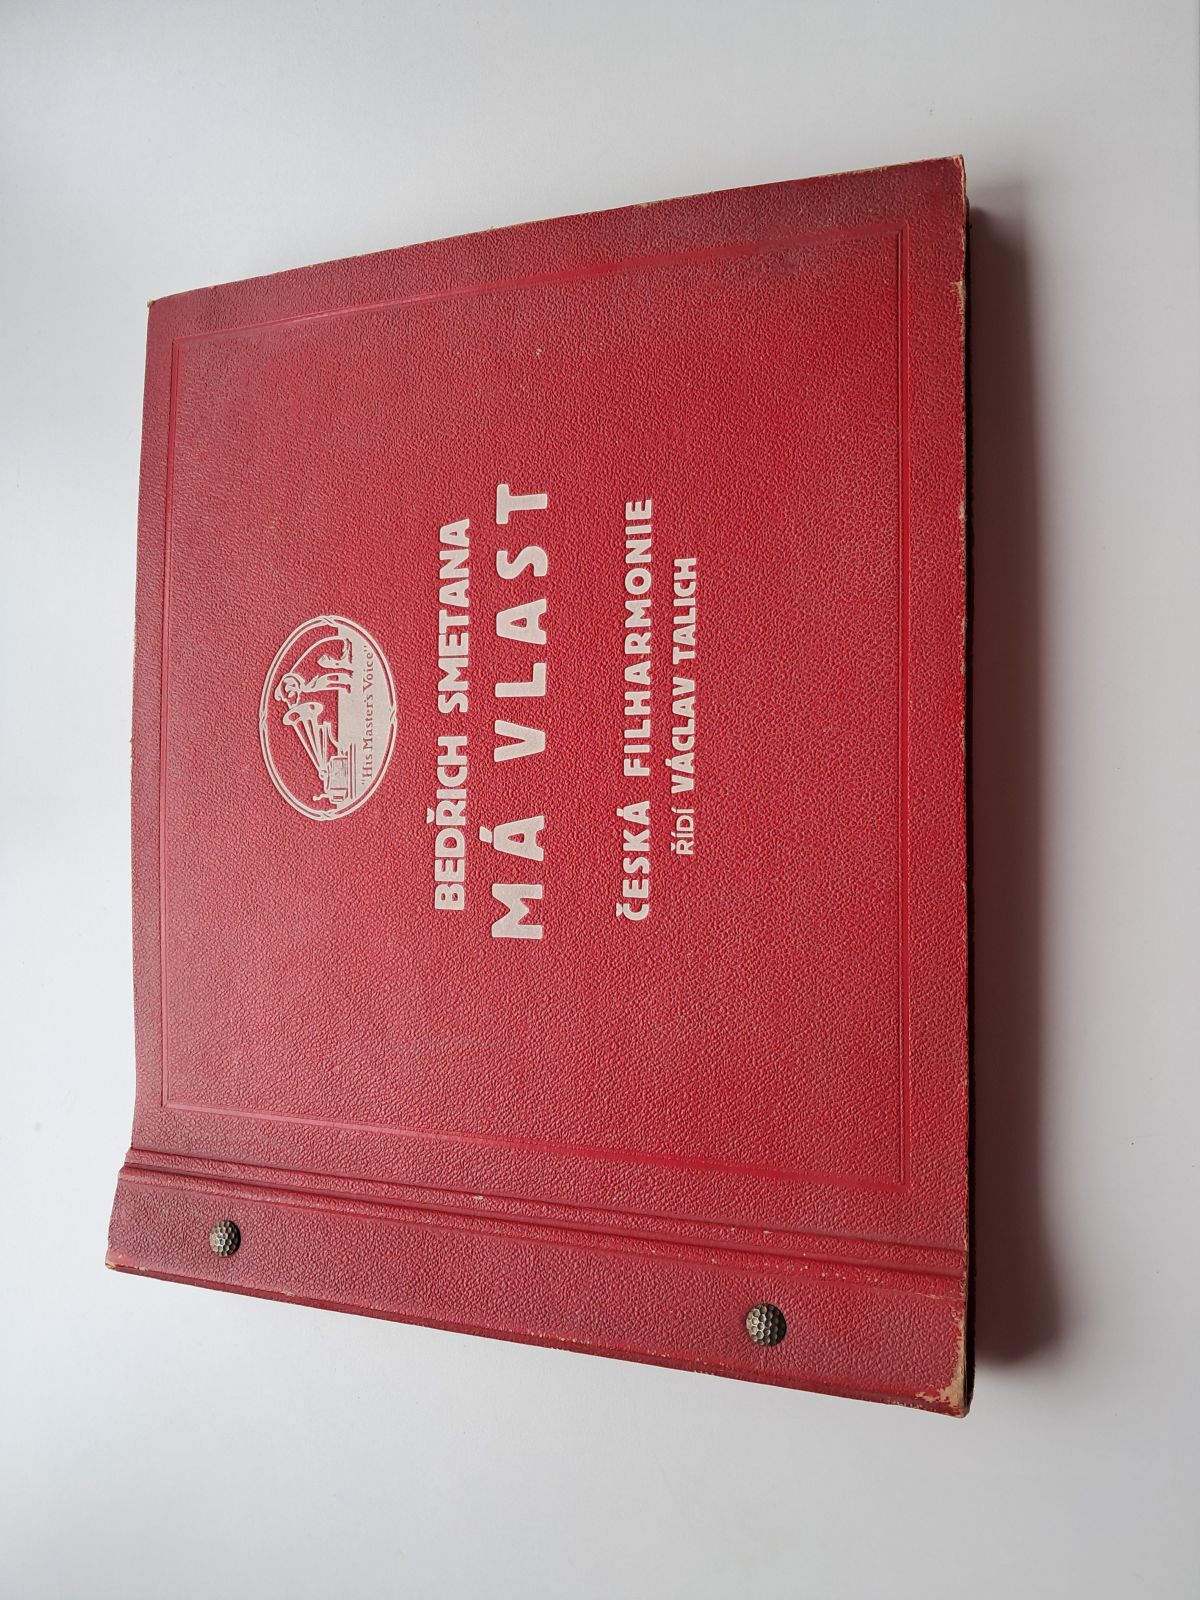 "His Master's Voice"
BEDŘICH SMETANA
MÁ VLAST
ČESKÁ FILHARMONIE
ŘÍDÍ VÁCLAV TALICH